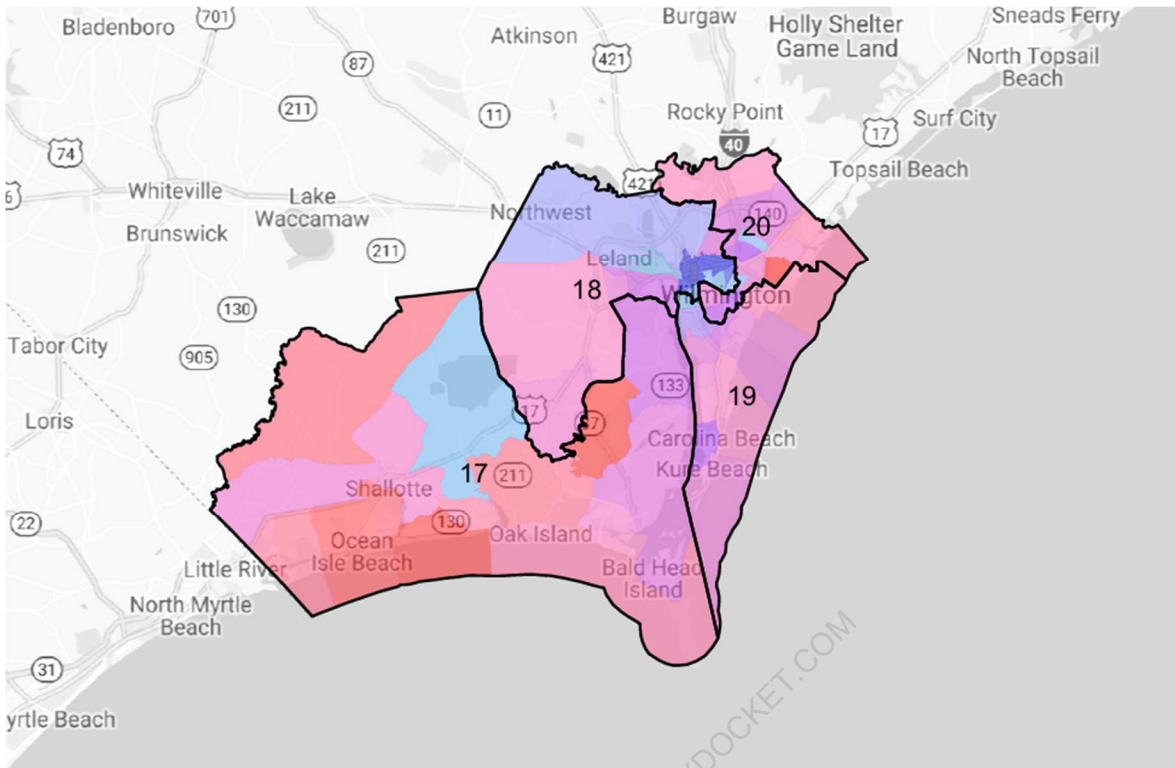 Bladenboro
701
Burgaw
Holly Shelter
Game Land
Sneads Ferry
Atkinson
421
87
North Topsail
Beach
211
11
Rocky Point
40
Surf City
17
74
Topsail Beach
421
Whiteville
Lake
Waccamaw
6
Northwest
140
20
Brunswick
211
Leland
18
Wilmington
130
Tabor City
905
133
19
Loris
17
87
Carolina Beach
Kure Beach
17
211
Shallotte
130
22
Ocean
Isle Beach
Oak Island
Little River
Bald Head
Island
North Myrtle
Beach
31
yrtle Beach
DOCKET.COM